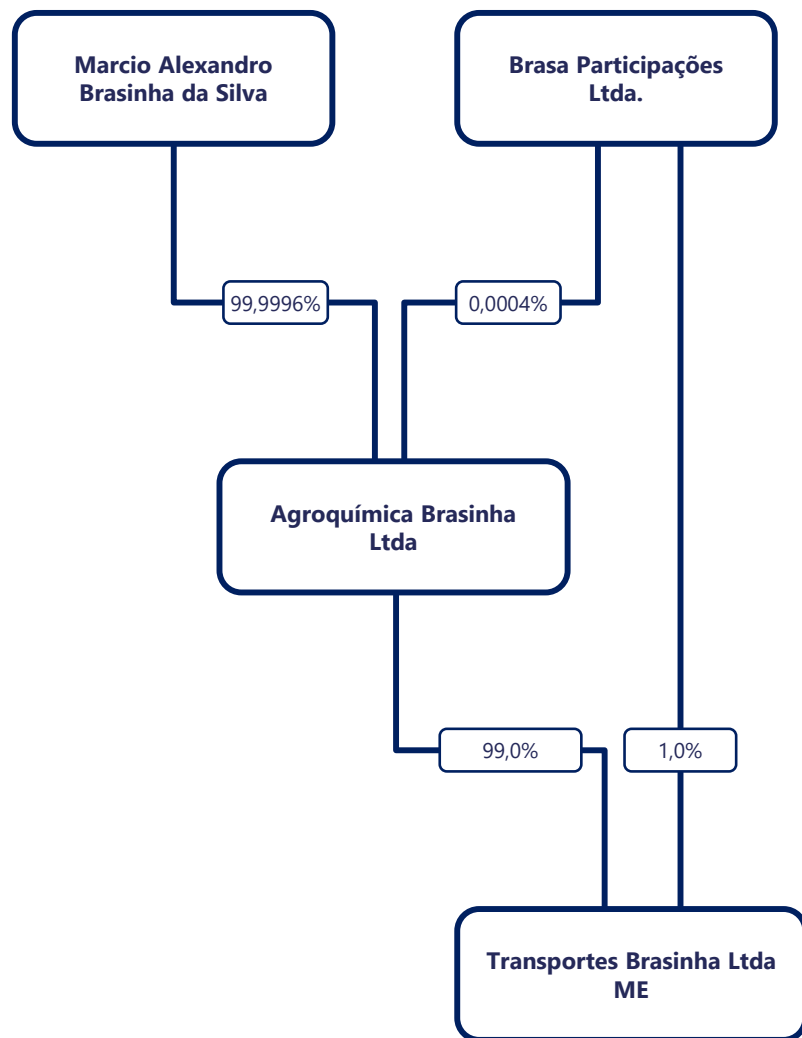 Marcio Alexandro
Brasinha da Silva
Brasa Participações
Ltda.
99,9996%
0,0004%
Agroquímica Brasinha
Ltda
99,0%
1,0%
Transportes Brasinha Ltda
ME